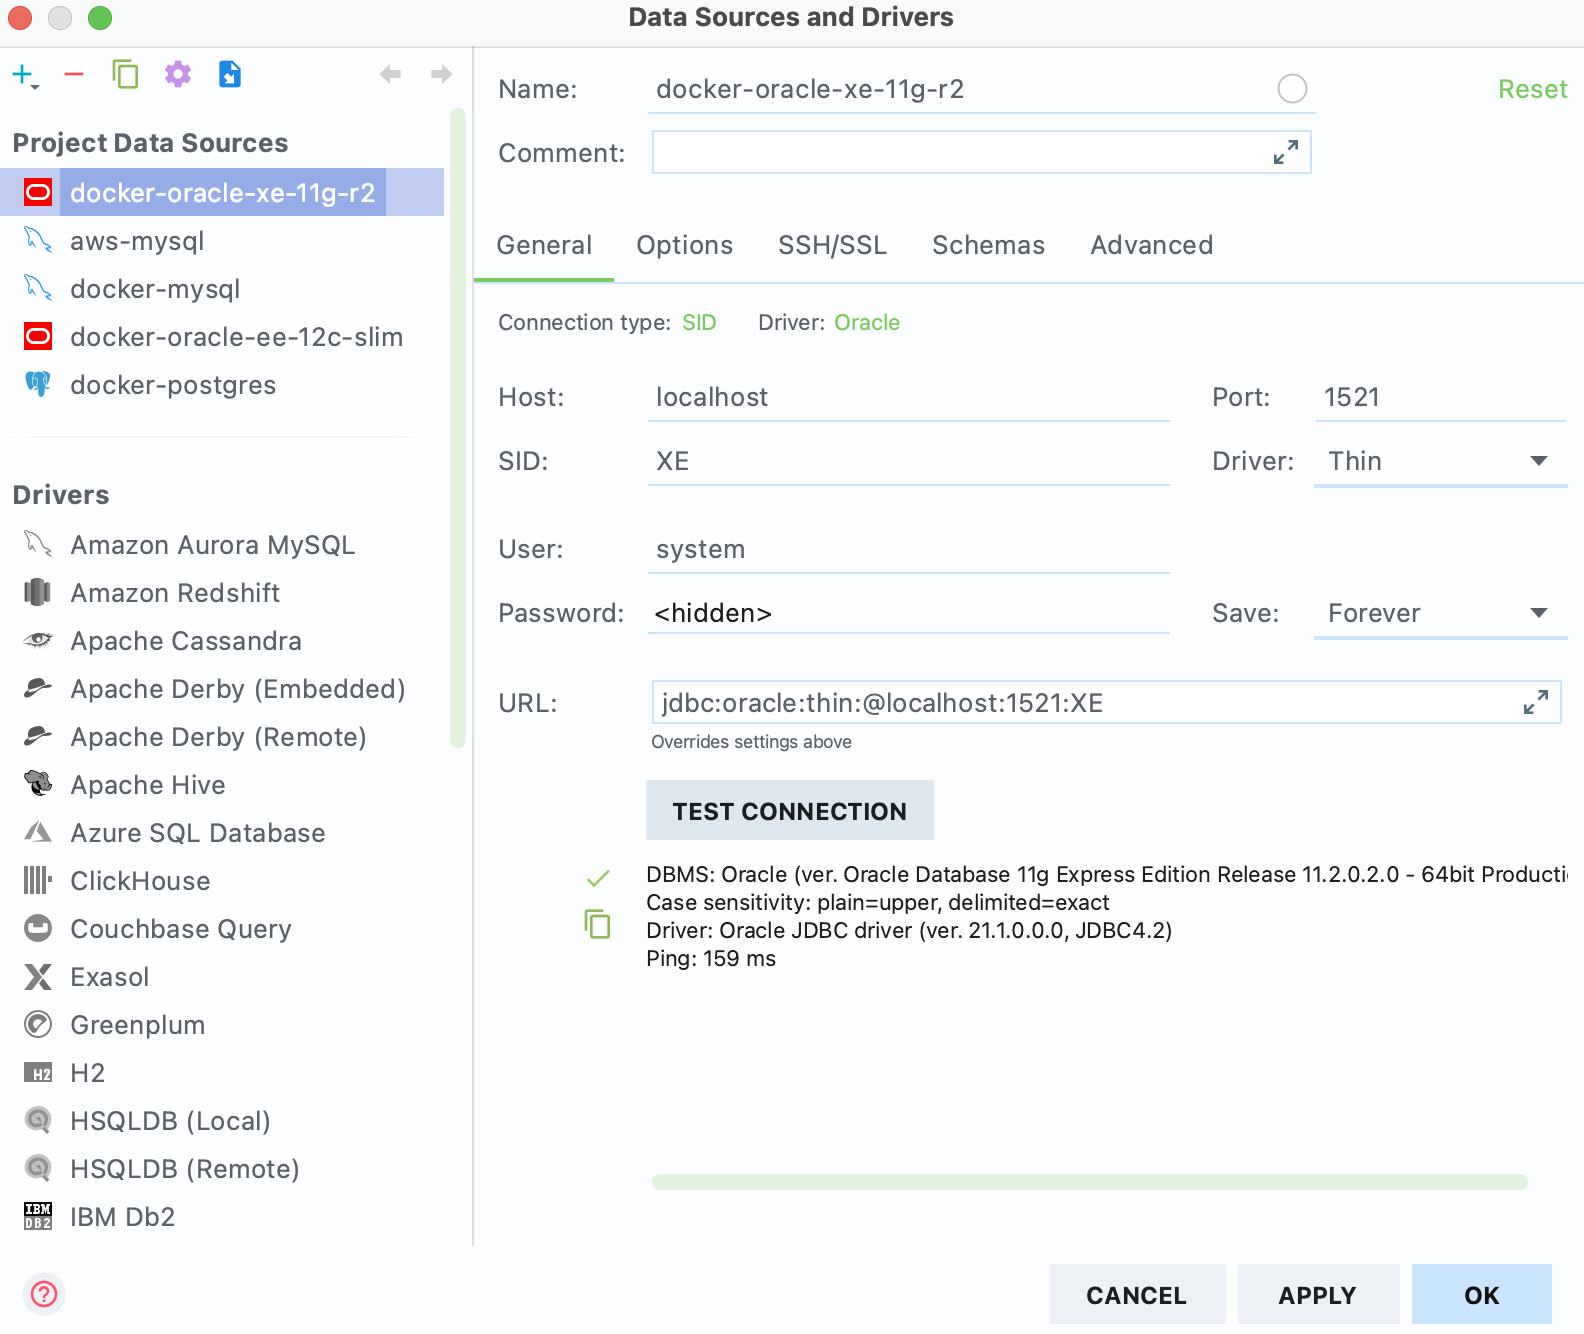 Data Sources and Drivers
Project Data Sources
docker-oracle-xe-11g-r2
aws-mysql
docker-mysql
docker-oracle-ee-12c-slim
docker-postgres
Drivers
Amazon Aurora MySQL
Amazon Redshift
Apache Cassandra
Apache Derby (Embedded)
Apache Derby (Remote)
Apache Hive
Azure SQL Database
ClickHouse
Couchbase Query
Exasol
Greenplum
H2 H2
HSQLDB (Local)
HSQLDB (Remote)
IBM DB2 IBM Db2
Name: docker-oracle-xe-11g-r2 Reset
Comment:
General Options SSH/SSL Schemas Advanced
Connection type: SID Driver: Oracle
Host: localhost Port: 1521
SID: XE Driver: Thin
User: system
Password: <hidden> Save: Forever
URL: jdbc:oracle:thin:@localhost:1521:XE
Overrides settings above
TEST CONNECTION
DBMS: Oracle (ver. Oracle Database 11g Express Edition Release 11.2.0.2.0 - 64bit Producti
Case sensitivity: plain=upper, delimited=exact
Driver: Oracle JDBC driver (ver. 21.1.0.0.0, JDBC4.2)
Ping: 159 ms
? CANCEL APPLY OK